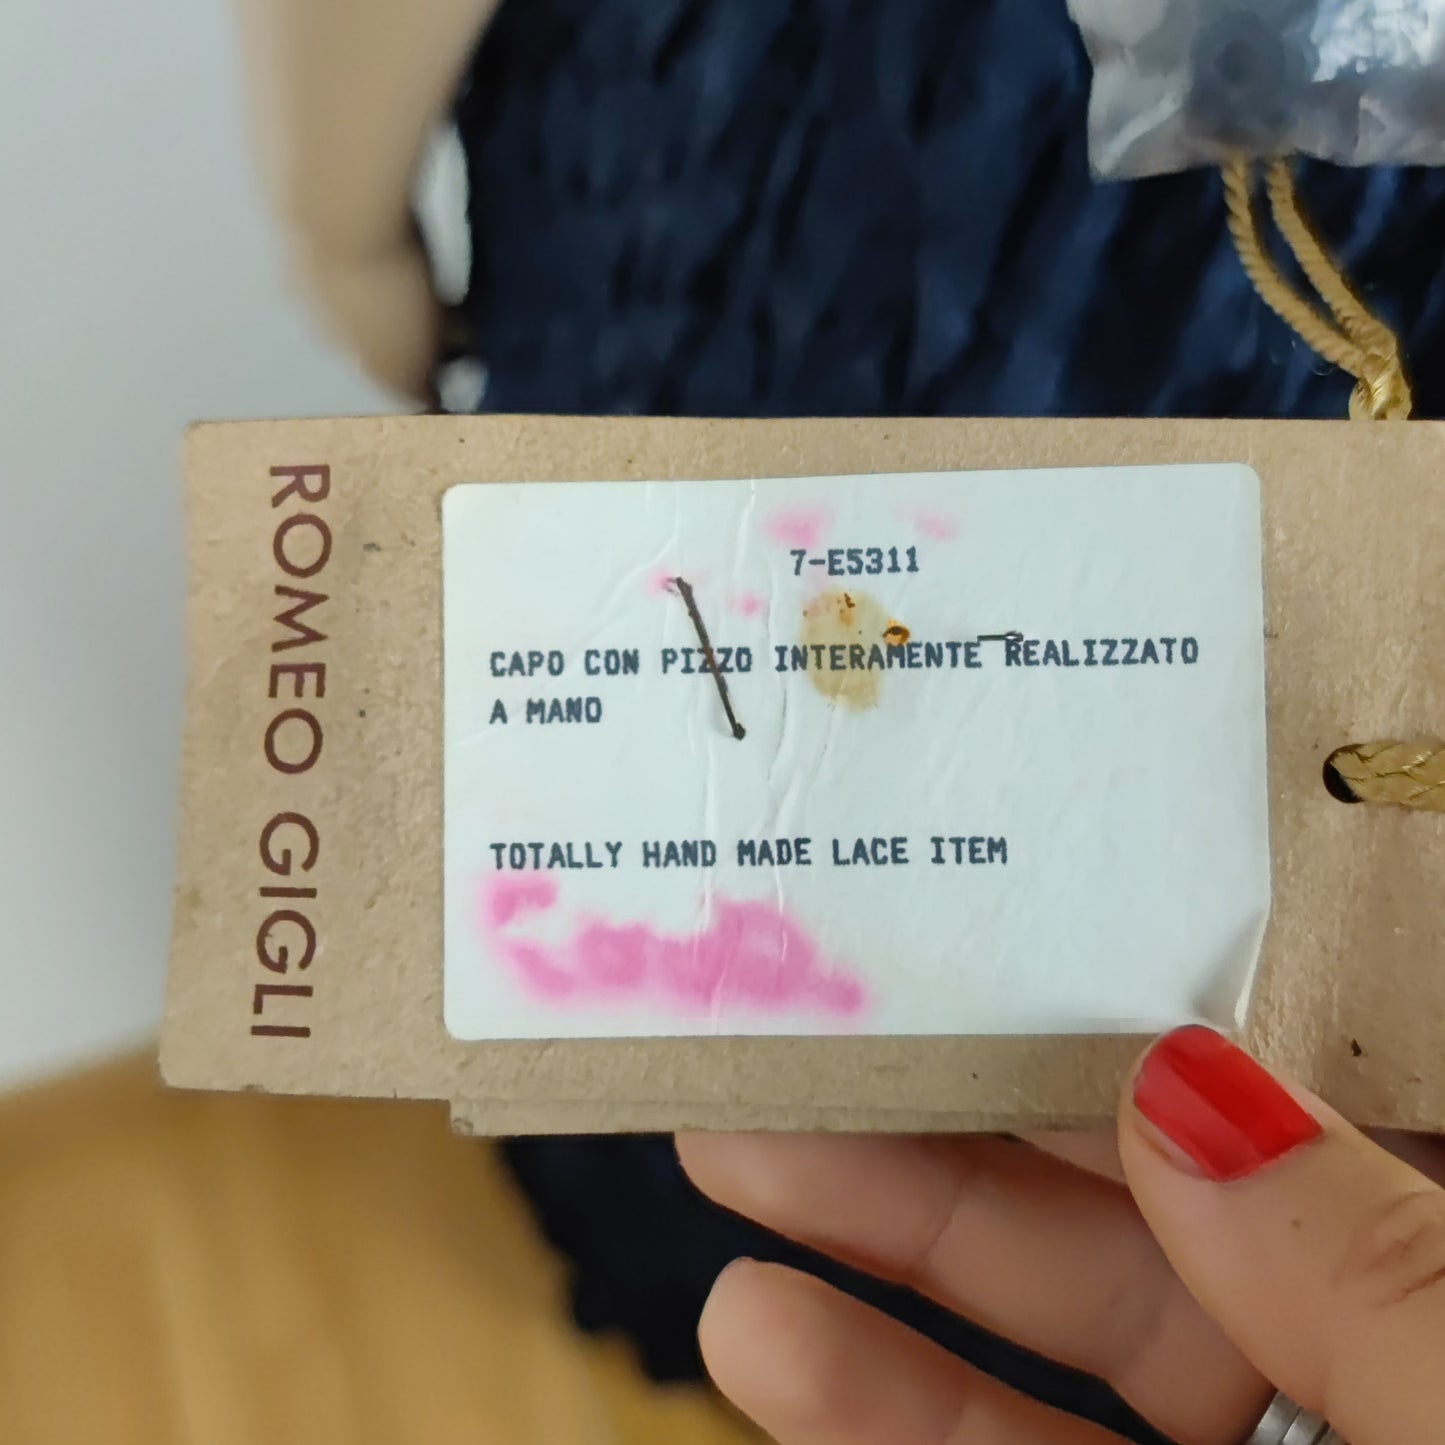 ROMEO GIGLI
7-E5311
CAPO CON PIZZO INTERAMENTE REALIZZATO
A MANO
TOTALLY HAND MADE LACE ITEM